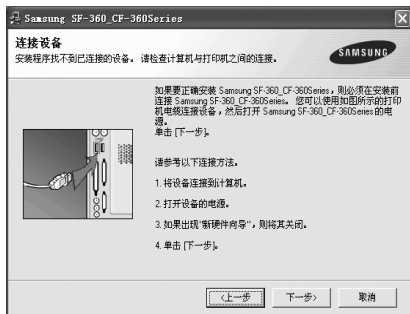 Samsung SF-360_CF-360Series
连接设备
安装程序找不到已连接的设备。请检查计算机与打印机之间的连接。
SAMSUNG
如果要正确安装 Samsung SF-360_CF-360Series，则必须在安装前
连接 Samsung SF-360_CF-360Series。您可以使用如图所示的打印
机电缆连接设备，然后打开 Samsung SF-360_CF-360Series 的电
源。
单击 [下一步]。
请参考以下连接方法。
1. 将设备连接到计算机。
2. 打开设备的电源。
3. 如果出现"新硬件向导"，则将其关闭。
4. 单击 [下一步]。
<上一步
下一步>
取消